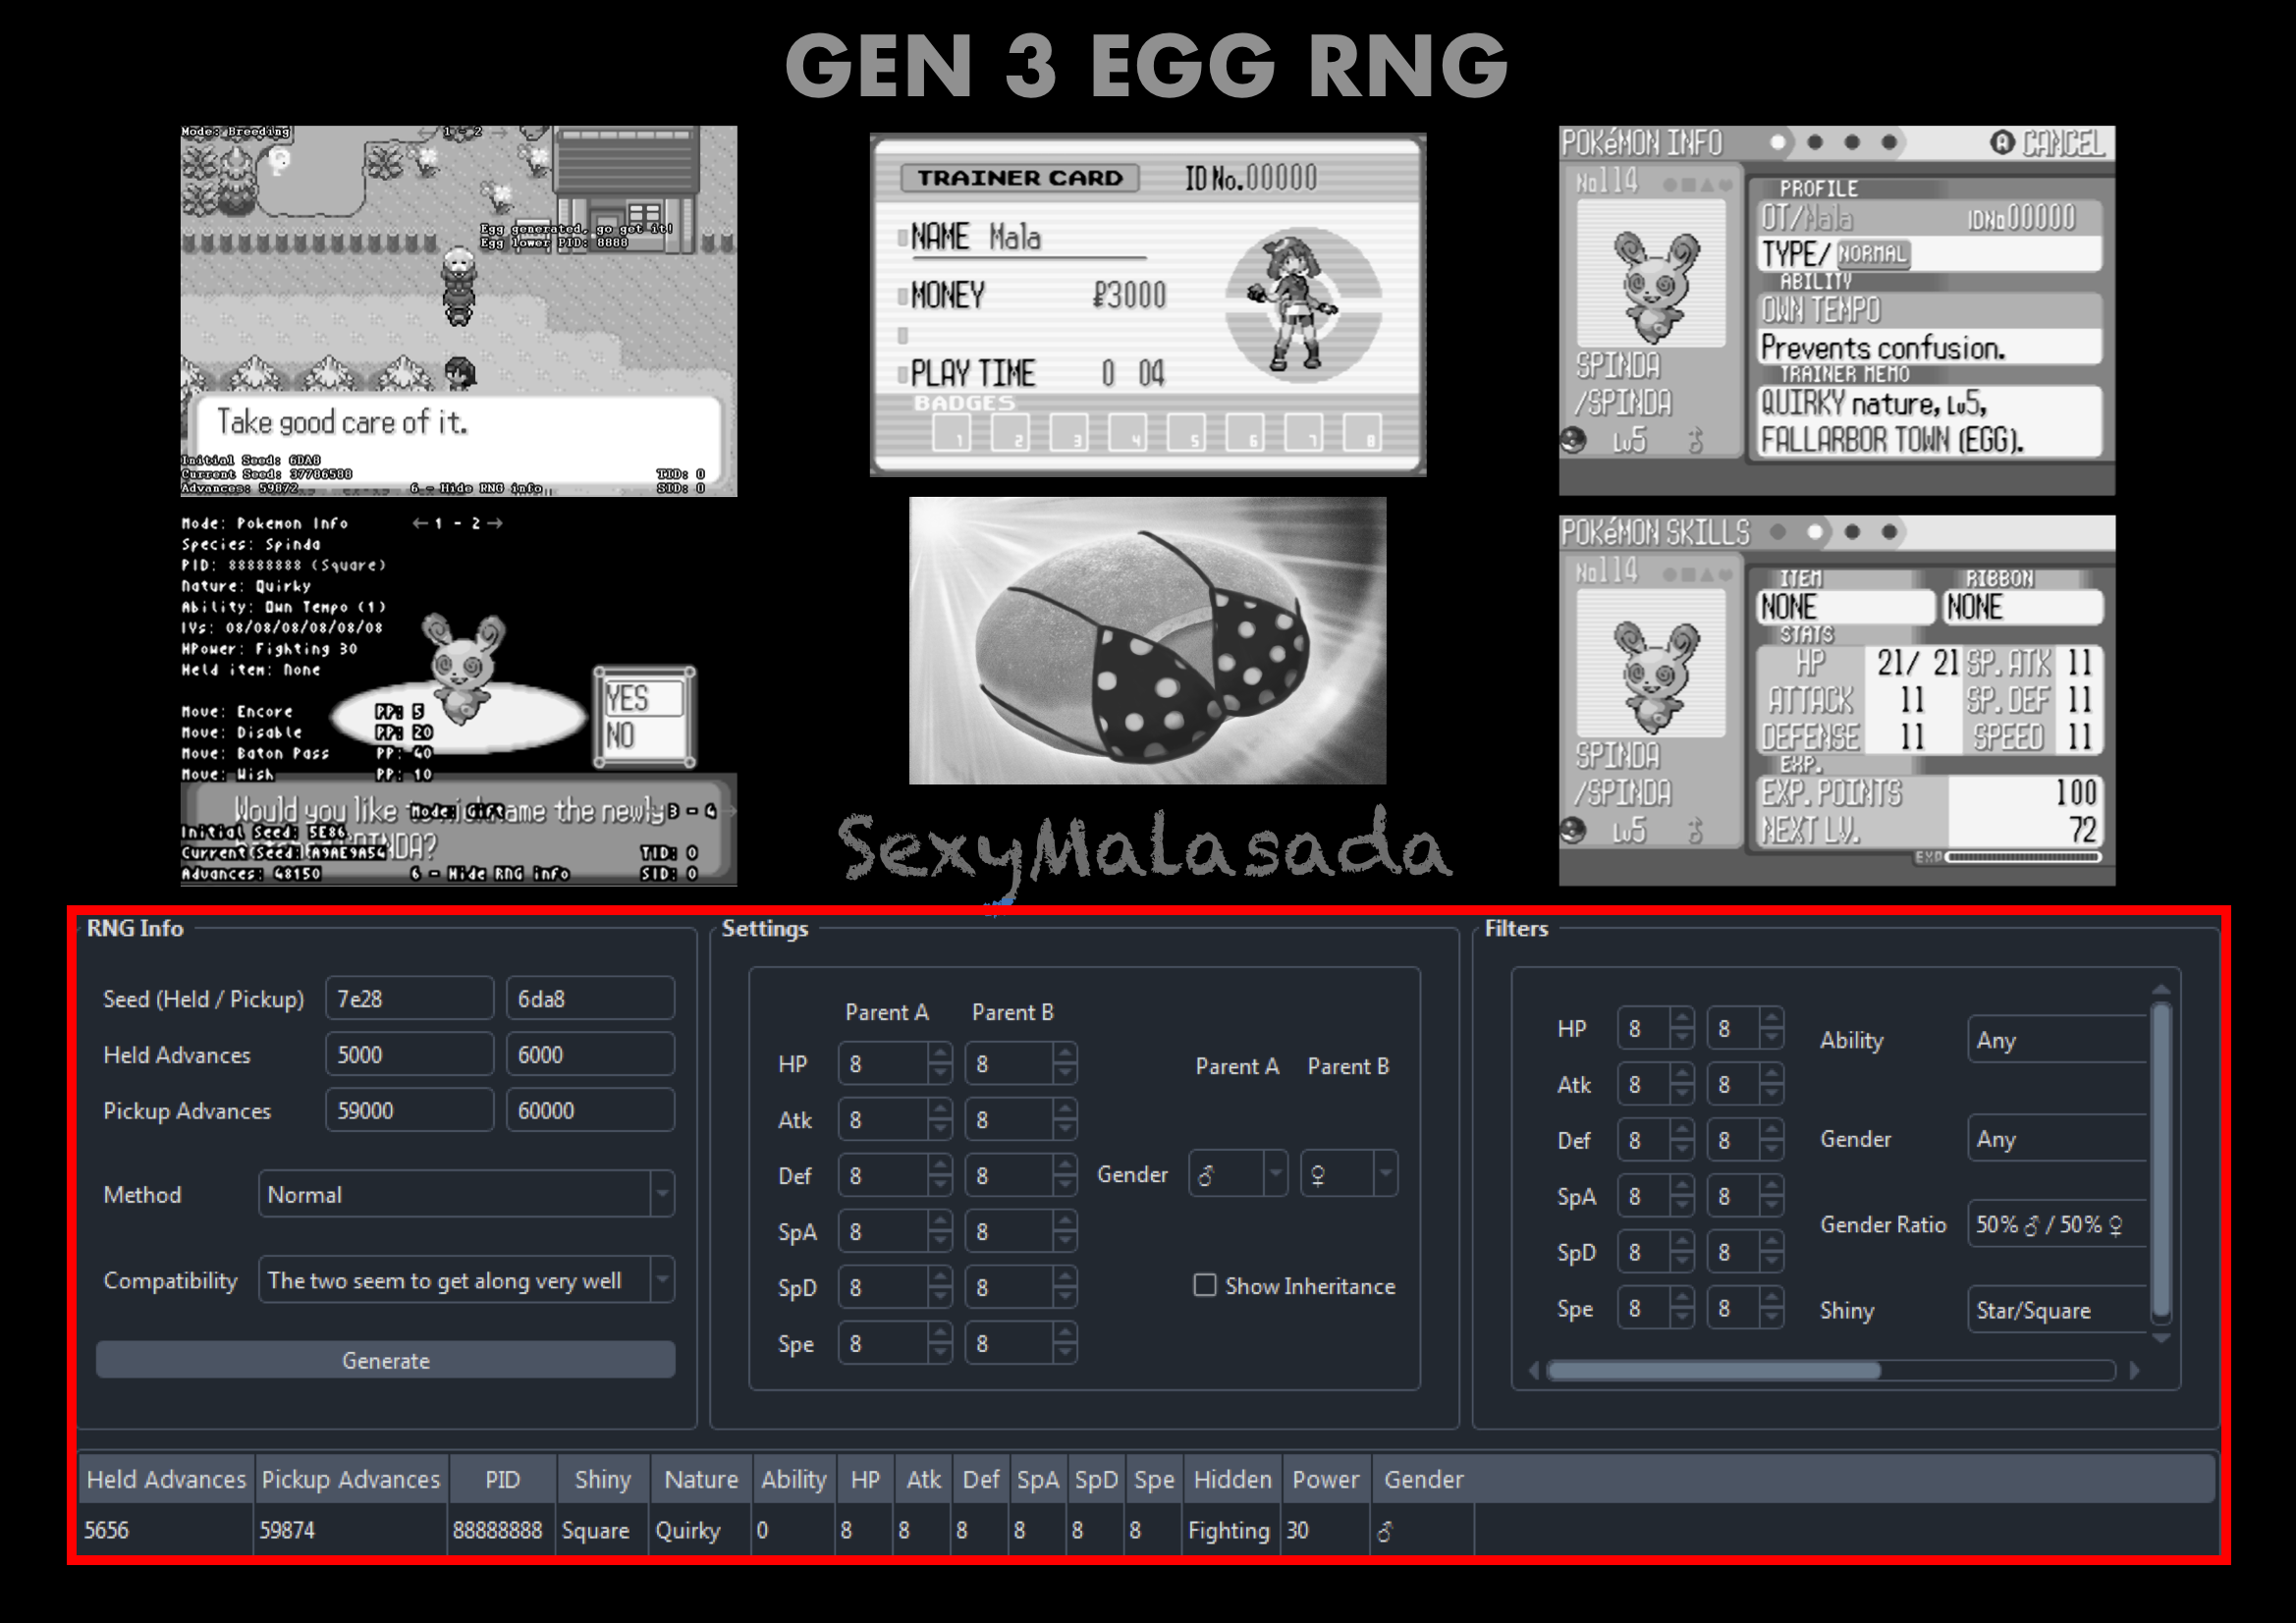 GEN 3 EGG RNG
Mode: Breeding
1 - 2
Egg generated, go get it!
Egg lower PID: 8888
Take good care of it.
Initial Seed: 6DA8
Current Seed: 37786588
Advances: 59872
6 - Hide RNG info
TID: 0
SID: 0
TRAINER CARD
ID No.00000
NAME Mala
MONEY ₽3000
PLAY TIME 0 04
BADGES
1 2 3 4 5 6 7 8
POKéMON INFO
A CANCEL
No114
PROFILE
OT/Mala IDNo00000
TYPE/ NORMAL
ABILITY
OWN TEMPO
Prevents confusion.
TRAINER MEMO
QUIRKY nature, Lv5,
FALLARBOR TOWN (EGG).
SPINDA
/SPINDA
Lv5 ♂
Mode: Pokemon Info ← 1 - 2 →
Species: Spinda
PID: 88888888 (Square)
Nature: Quirky
Ability: Own Tempo (1)
IVs: 08/08/08/08/08/08
HPower: Fighting 30
Held item: None
Move: Encore PP: 5
Move: Disable PP: 20
Move: Baton Pass PP: 40
Move: Wish PP: 10
YES
NO
Would you like to nickname the newly
Mode: Gift
3 - 4 →
Initial Seed: 5E86
Current Seed: A9AE9A54
Advances: 48150
6 - Hide RNG info
TID: 0
SID: 0
SexyMalasada
POKéMON SKILLS
No114
ITEM RIBBON
NONE NONE
STATS
HP 21/ 21 SP. ATK 11
ATTACK 11 SP. DEF 11
DEFENSE 11 SPEED 11
EXP.
EXP. POINTS 100
NEXT LV. 72
EXP
SPINDA
/SPINDA
Lv5 ♂
RNG Info
Seed (Held / Pickup) 7e28 6da8
Held Advances 5000 6000
Pickup Advances 59000 60000
Method Normal
Compatibility The two seem to get along very well
Generate
Settings
Parent A Parent B
HP 8 8
Atk 8 8
Def 8 8
SpA 8 8
SpD 8 8
Spe 8 8
Parent A Parent B
Gender ♂ ♀
Show Inheritance
Filters
HP 8 8
Atk 8 8
Def 8 8
SpA 8 8
SpD 8 8
Spe 8 8
Ability Any
Gender Any
Gender Ratio 50% ♂ / 50% ♀
Shiny Star/Square
Held Advances Pickup Advances PID Shiny Nature Ability HP Atk Def SpA SpD Spe Hidden Power Gender
5656 59874 88888888 Square Quirky 0 8 8 8 8 8 8 Fighting 30 ♂